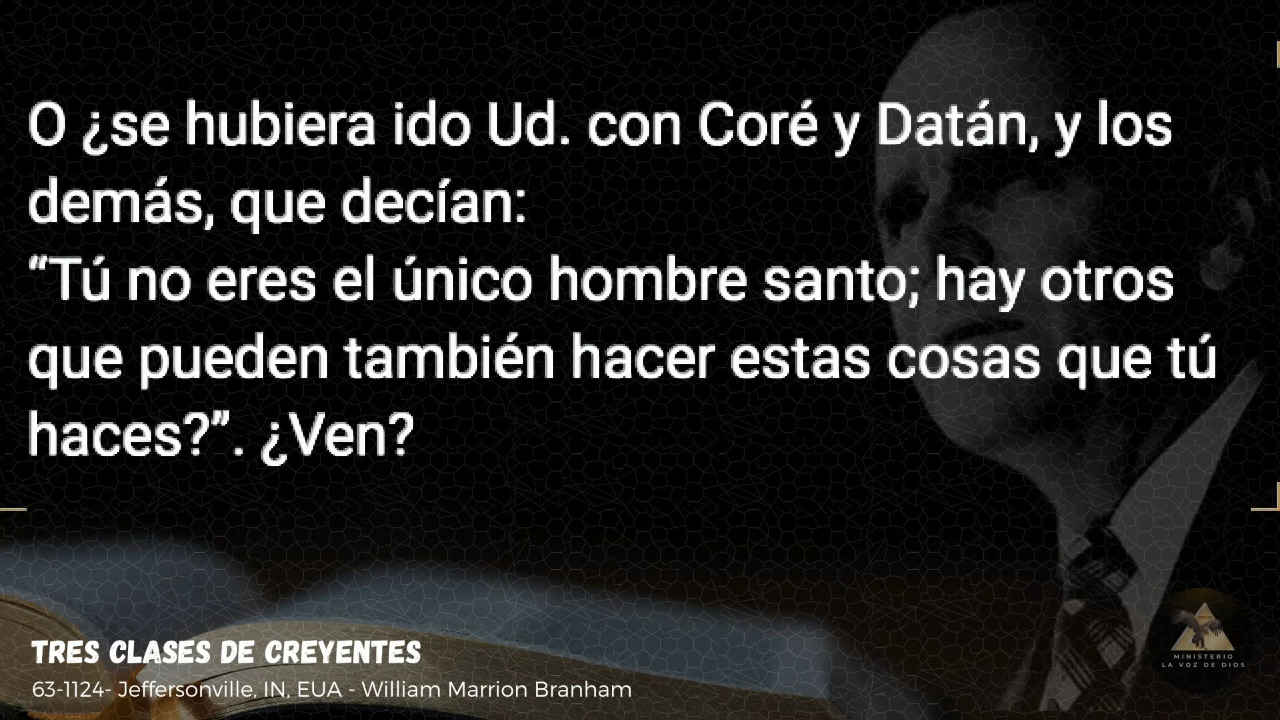 O ¿se hubiera ido Ud. con Coré y Datán, y los
demás, que decían:
“Tú no eres el único hombre santo; hay otros
que pueden también hacer estas cosas que tú
haces?”. ¿Ven?
TRES CLASES DE CREYENTES
63-1124- Jeffersonville, IN, EUA - William Marrion Branham
MINISTERIO
LA VOZ DE DIOS